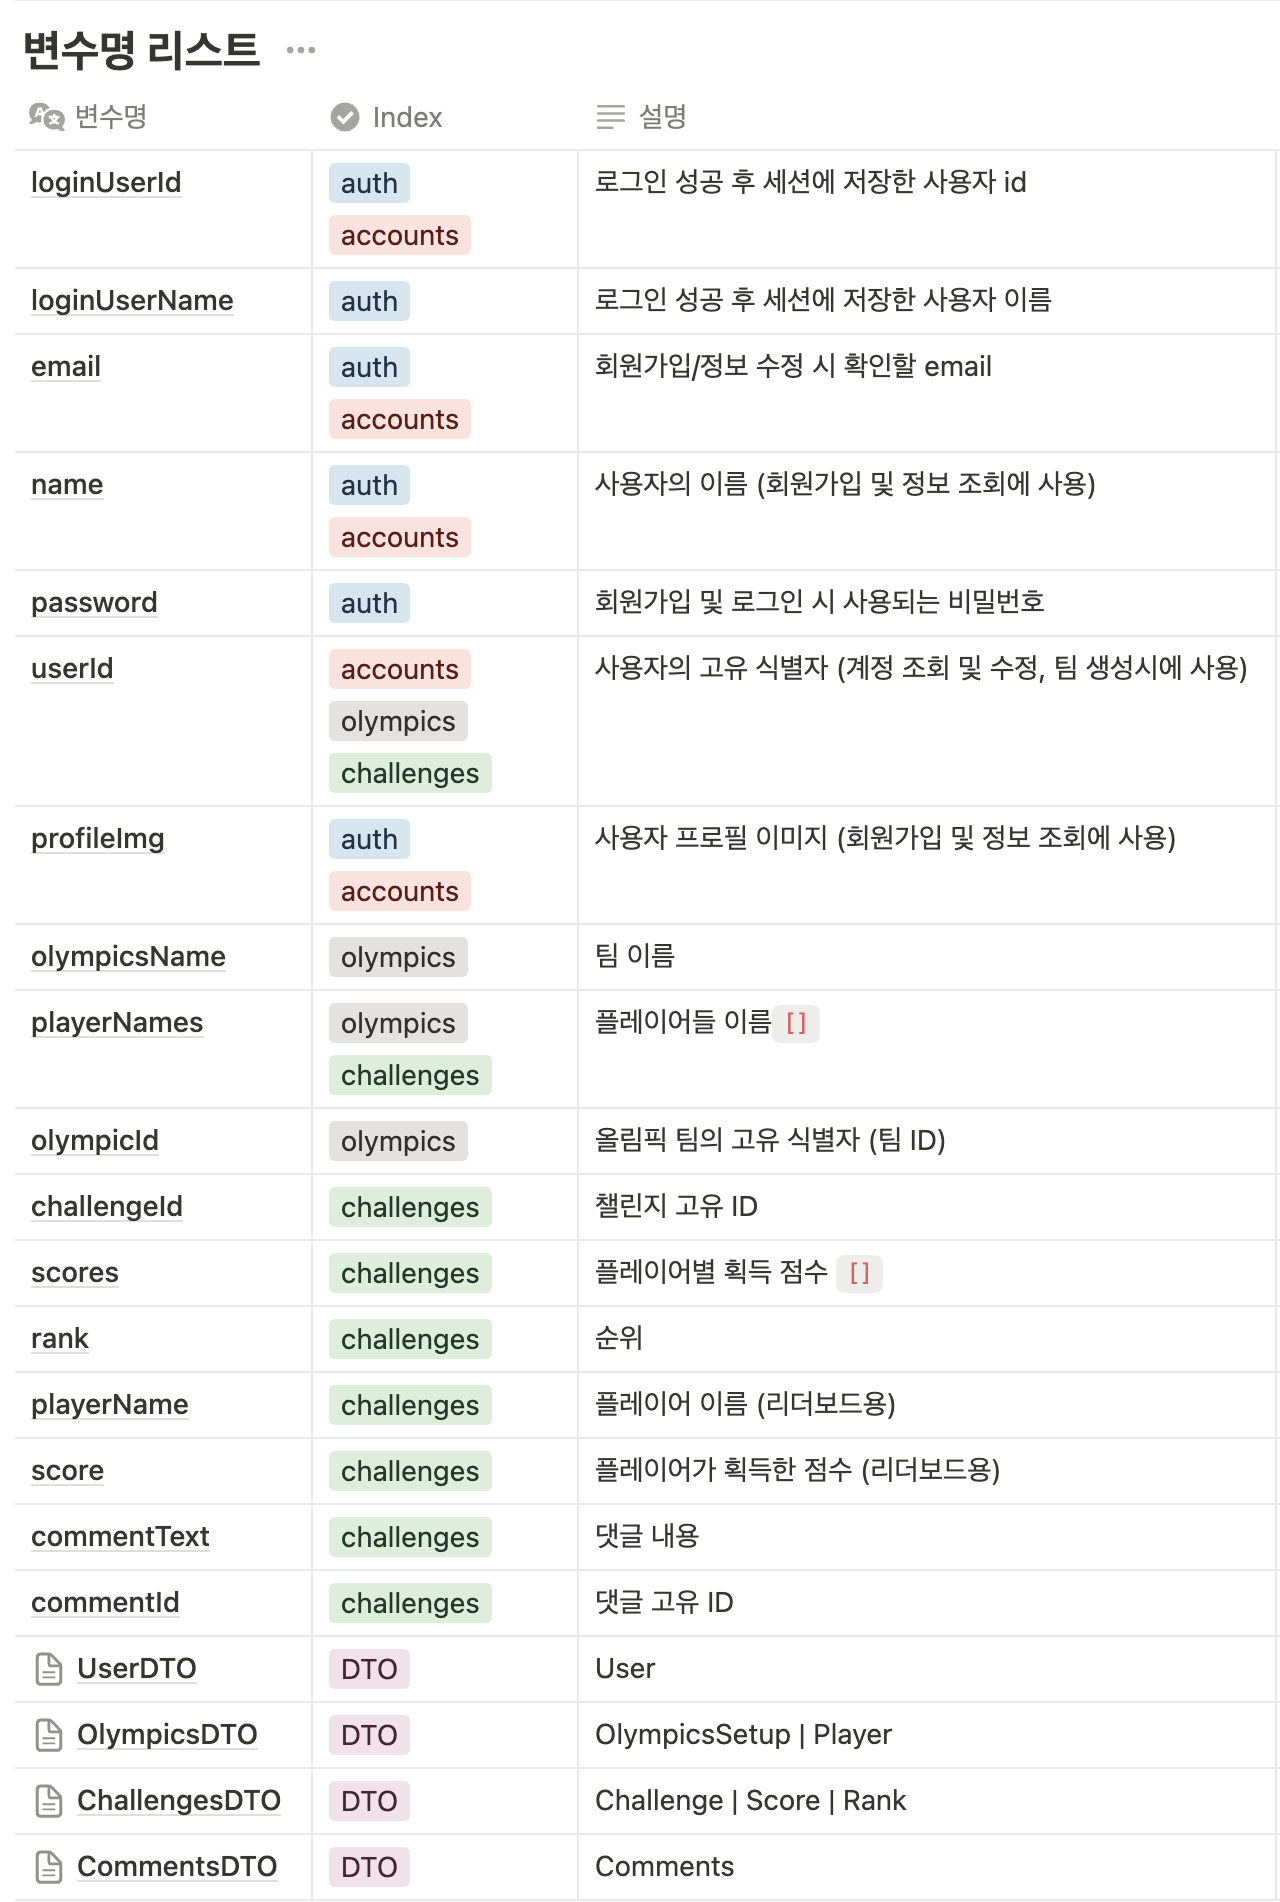 변수명 리스트
변수명 Index 설명
loginUserId auth 로그인 성공 후 세션에 저장한 사용자 id
accounts
loginUserName auth 로그인 성공 후 세션에 저장한 사용자 이름
email auth 회원가입/정보 수정 시 확인할 email
accounts
name auth 사용자의 이름 (회원가입 및 정보 조회에 사용)
accounts
password auth 회원가입 및 로그인 시 사용되는 비밀번호
userId accounts 사용자의 고유 식별자 (계정 조회 및 수정, 팀 생성시에 사용)
olympics
challenges
profileImg auth 사용자 프로필 이미지 (회원가입 및 정보 조회에 사용)
accounts
olympicsName olympics 팀 이름
playerNames olympics 플레이어들 이름 []
challenges
olympicId olympics 올림픽 팀의 고유 식별자 (팀 ID)
challengeId challenges 챌린지 고유 ID
scores challenges 플레이어별 획득 점수 []
rank challenges 순위
playerName challenges 플레이어 이름 (리더보드용)
score challenges 플레이어가 획득한 점수 (리더보드용)
commentText challenges 댓글 내용
commentId challenges 댓글 고유 ID
UserDTO DTO User
OlympicsDTO DTO OlympicsSetup | Player
ChallengesDTO DTO Challenge | Score | Rank
CommentsDTO DTO Comments